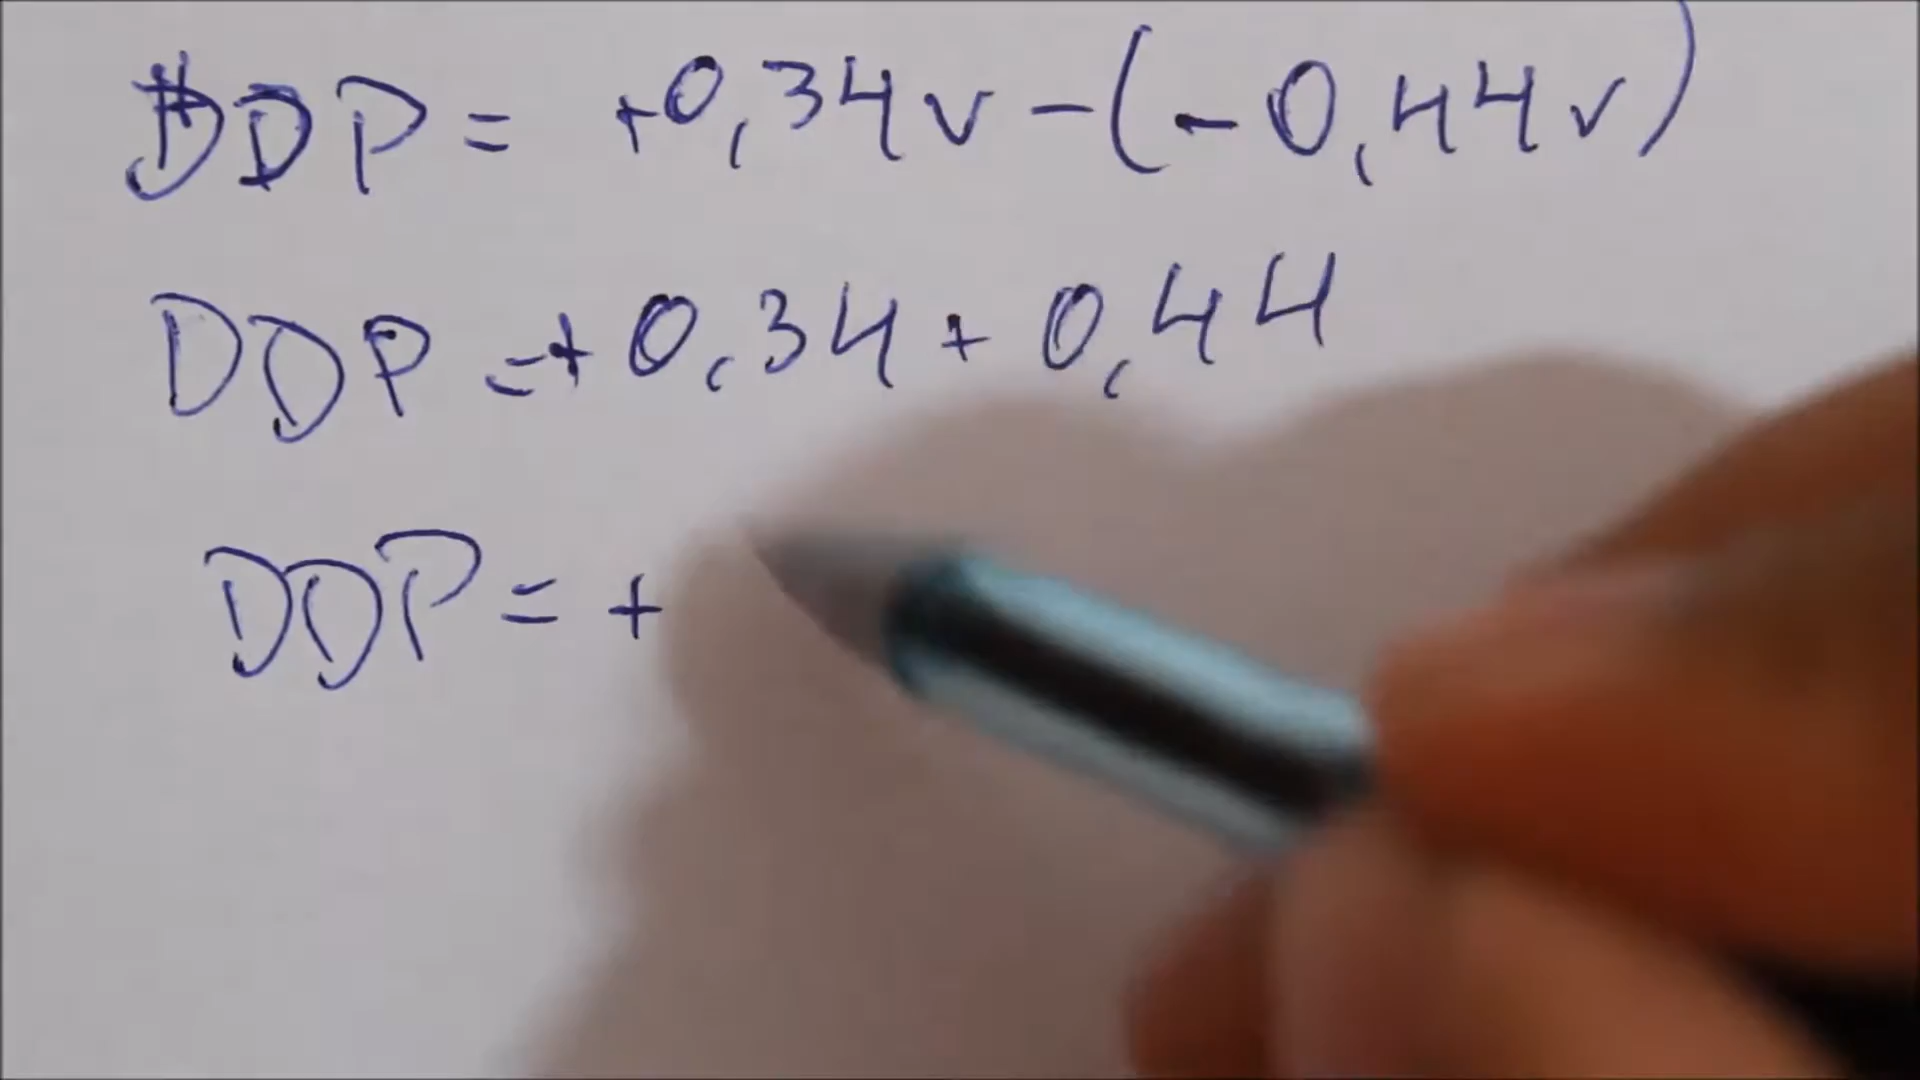 DDP = +0,34v - (-0,44v)
DDP = + 0,34 + 0,44
DDP = +